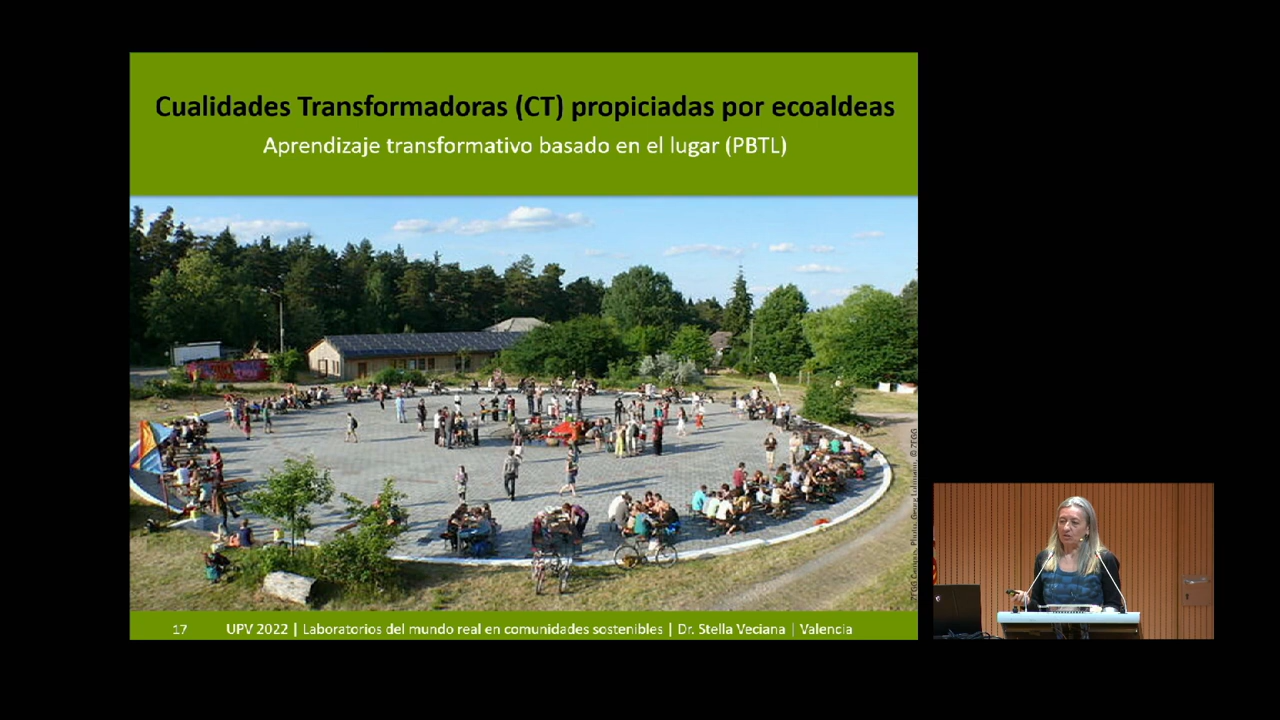 Cualidades Transformadoras (CT) propiciadas por ecoaldeas
Aprendizaje transformativo basado en el lugar (PBTL)
17 UPV 2022 | Laboratorios del mundo real en comunidades sostenibles | Dr. Stella Veciana | Valencia